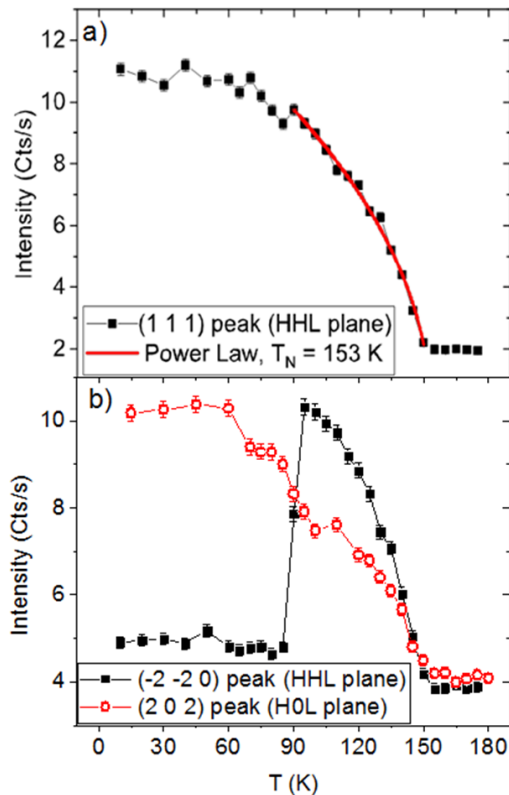 a)
12
10
8
6
4
2
Intensity (Cts/s)
(1 1 1) peak (HHL plane)
Power Law, T_N = 153 K
b)
10
8
6
4
Intensity (Cts/s)
(-2 -2 0) peak (HHL plane)
(2 0 2) peak (H0L plane)
0 30 60 90 120 150 180
T (K)